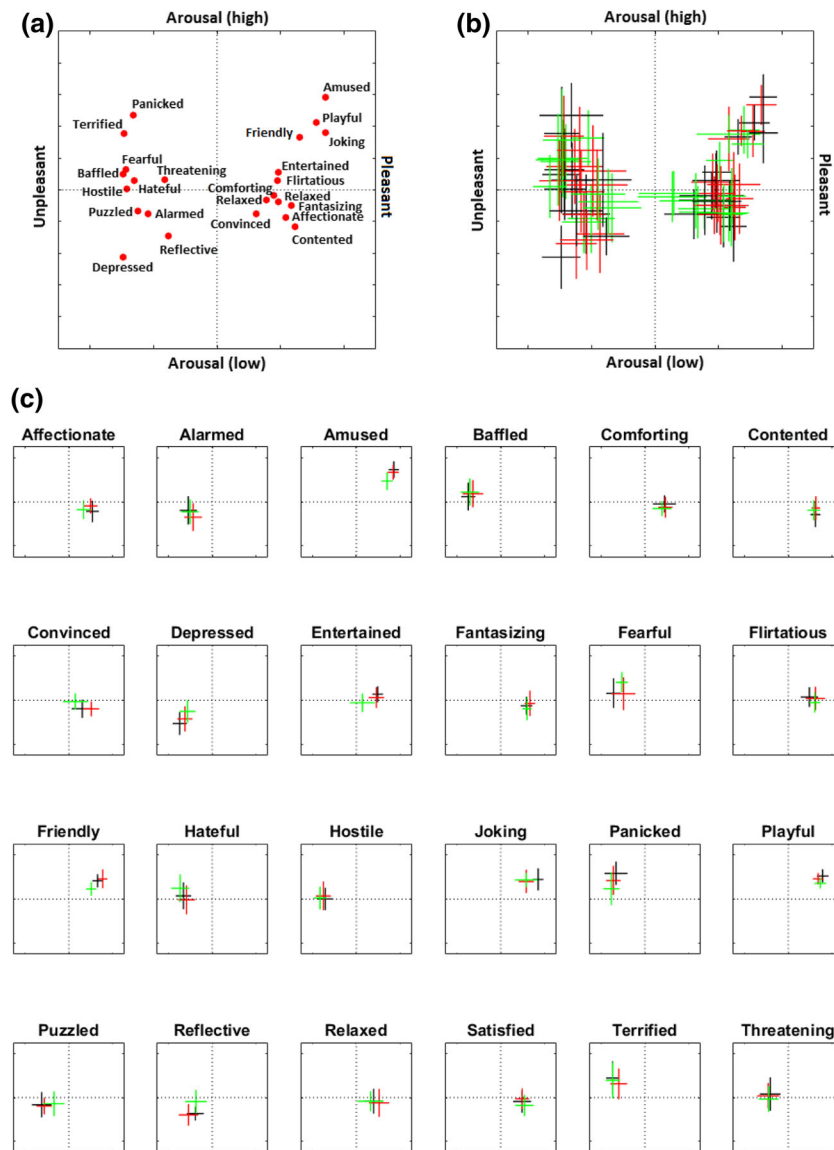 (a)
Arousal (high)
Unpleasant
Panicked
Terrified
Fearful
Baffled
Threatening
Hostile
Hateful
Puzzled
Alarmed
Reflective
Depressed
Amused
Playful
Friendly
Joking
Entertained
Flirtatious
Comforting
Relaxed
Relaxed
Fantasizing
Convinced
Affectionate
Contented
Pleasant
Arousal (low)
(b)
Arousal (high)
Unpleasant
Pleasant
Arousal (low)
(c)
Affectionate Alarmed Amused Baffled Comforting Contented
Convinced Depressed Entertained Fantasizing Fearful Flirtatious
Friendly Hateful Hostile Joking Panicked Playful
Puzzled Reflective Relaxed Satisfied Terrified Threatening